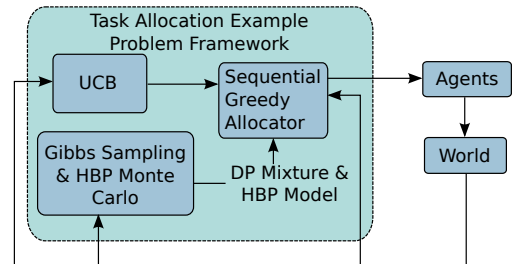 Task Allocation Example
Problem Framework
UCB
Sequential
Greedy
Allocator
Agents
World
Gibbs Sampling
& HBP Monte
Carlo
DP Mixture &
HBP Model